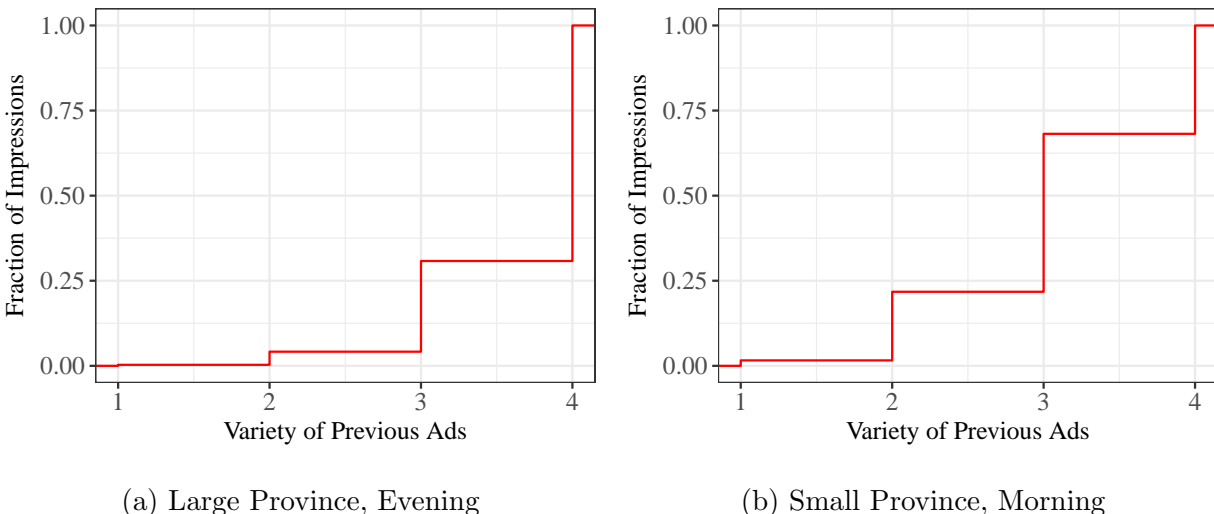 Fraction of Impressions
1.00
0.75
0.50
0.25
0.00
1 2 3 4
Variety of Previous Ads
(a) Large Province, Evening
Fraction of Impressions
1.00
0.75
0.50
0.25
0.00
1 2 3 4
Variety of Previous Ads
(b) Small Province, Morning